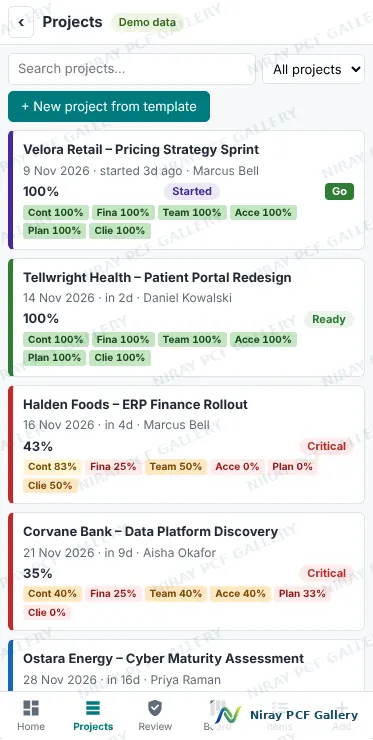 ‹ Projects Demo data
Search projects... All projects
+ New project from template
Velora Retail – Pricing Strategy Sprint
9 Nov 2026 · started 3d ago · Marcus Bell
100% Started Go
Cont 100% Fina 100% Team 100% Acce 100%
Plan 100% Clie 100%
Tellwright Health – Patient Portal Redesign
14 Nov 2026 · in 2d · Daniel Kowalski
100% Ready
Cont 100% Fina 100% Team 100% Acce 100%
Plan 100% Clie 100%
Halden Foods – ERP Finance Rollout
16 Nov 2026 · in 4d · Marcus Bell
43% Critical
Cont 83% Fina 25% Team 50% Acce 0% Plan 0%
Clie 50%
Corvane Bank – Data Platform Discovery
21 Nov 2026 · in 9d · Aisha Okafor
35% Critical
Cont 40% Fina 25% Team 40% Acce 40% Plan 33%
Clie 0%
Ostara Energy – Cyber Maturity Assessment
28 Nov 2026 · in 16d · Priya Raman
Home Projects Review Items Add
Niray PCF Gallery
NIRAY PCF GALLERY